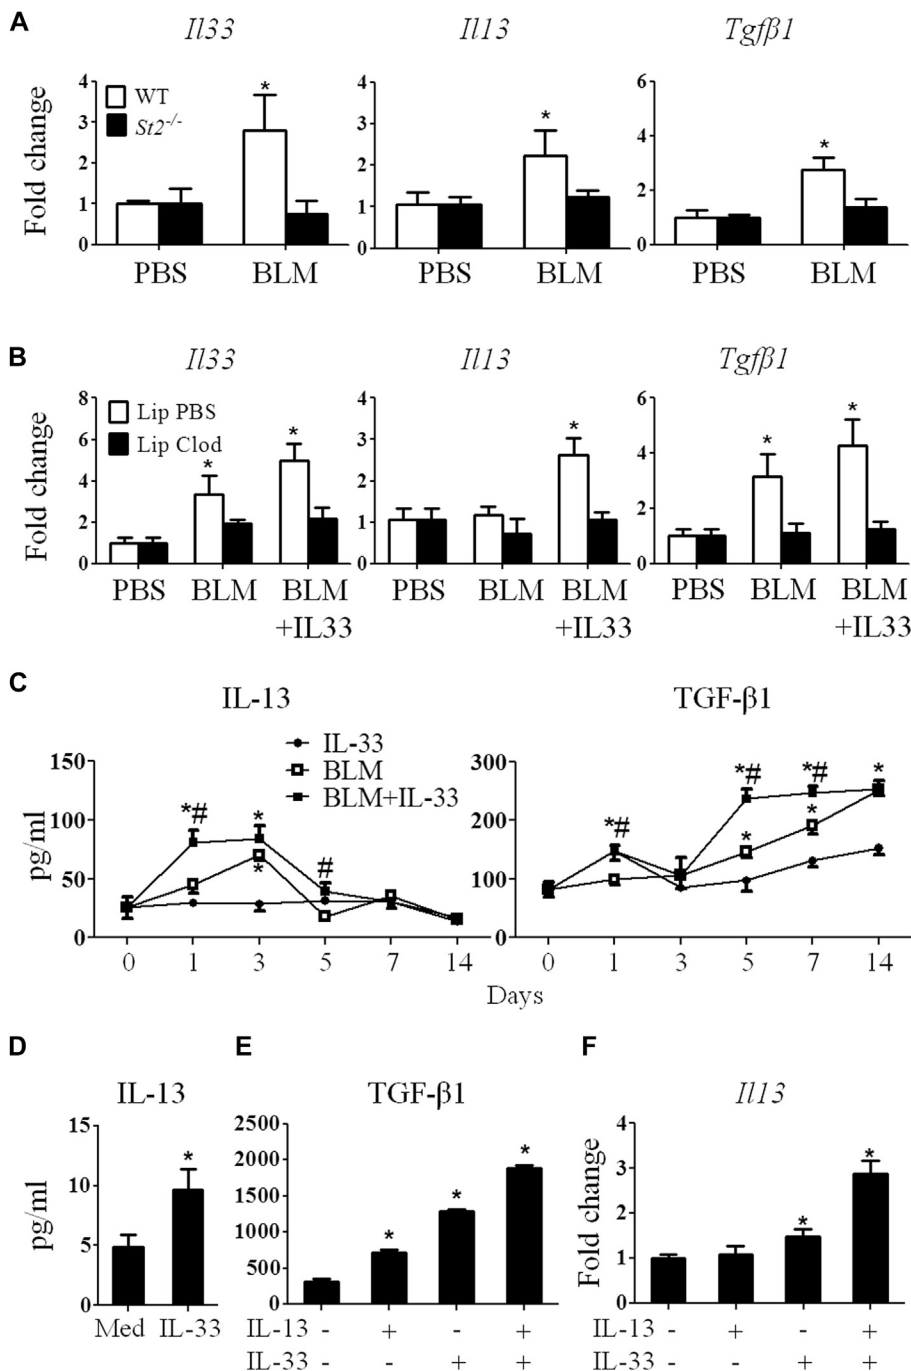 A
Il33 Il13 Tgfβ1
Fold change
4 3 2 1 0
WT
St2-/-
PBS BLM
4 3 2 1 0
PBS BLM
6 4 2 0
PBS BLM
* * *
B
Il33 Il13 Tgfβ1
Fold change
8 6 4 2 0
Lip PBS
Lip Clod
* *
PBS BLM BLM
+IL33
4 3 2 1 0
*
PBS BLM BLM
+IL33
6 4 2 0
* *
PBS BLM BLM
+IL33
C
IL-13 TGF-β1
pg/ml
150 100 50 0
IL-33
BLM
BLM+IL-33
*# * * #
0 1 3 5 7 14
300 200 100 0
*# *# *# * * *
0 1 3 5 7 14
Days
D E F
IL-13
pg/ml
15 10 5 0
*
Med IL-33
TGF-β1
2500 2000 1500 1000 500 0
* * *
IL-13 - + - +
IL-33 - - + +
Il13
Fold change
4 3 2 1 0
* *
IL-13 - + - +
IL-33 - - + +